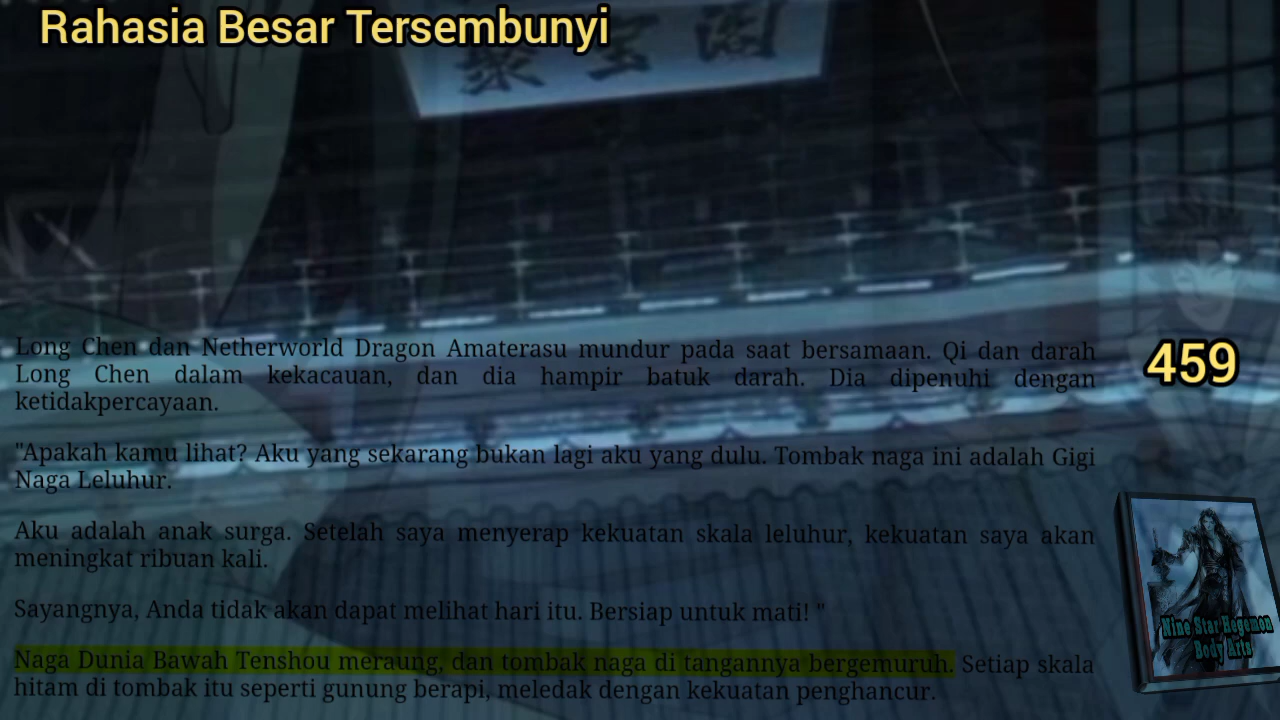 Rahasia Besar Tersembunyi
Long Chen dan Netherworld Dragon Amaterasu mundur pada saat bersamaan. Qi dan darah
Long Chen dalam kekacauan, dan dia hampir batuk darah. Dia dipenuhi dengan
ketidakpercayaan.
"Apakah kamu lihat? Aku yang sekarang bukan lagi aku yang dulu. Tombak naga ini adalah Gigi
Naga Leluhur.
Aku adalah anak surga. Setelah saya menyerap kekuatan skala leluhur, kekuatan saya akan
meningkat ribuan kali.
Sayangnya, Anda tidak akan dapat melihat hari itu. Bersiap untuk mati! "
Naga Dunia Bawah Tenshou meraung, dan tombak naga di tangannya bergemuruh. Setiap skala
hitam di tombak itu seperti gunung berapi, meledak dengan kekuatan penghancur.
459
Nine Star Hegemon
Body Arts